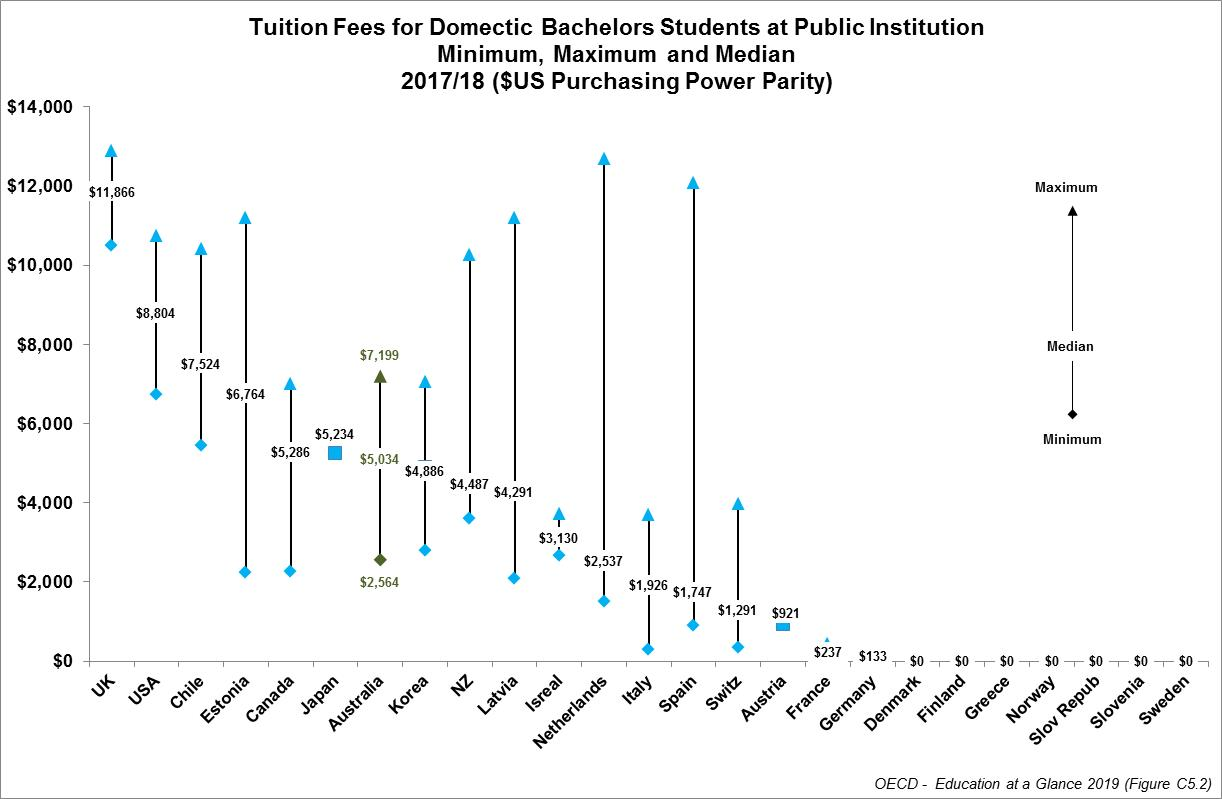 Tuition Fees for Domectic Bachelors Students at Public Institution
Minimum, Maximum and Median
2017/18 ($US Purchasing Power Parity)
$14,000
$12,000
$10,000
$8,000
$6,000
$4,000
$2,000
$0
$11,866
$8,804
$7,524
$6,764
$5,286
$5,234
$7,199
$5,034
$2,564
$4,886
$4,487
$4,291
$3,130
$2,537
$1,926
$1,747
$1,291
$921
$237
$133
$0
$0
$0
$0
$0
$0
$0
Maximum
Median
Minimum
UK
USA
Chile
Estonia
Canada
Japan
Australia
Korea
NZ
Latvia
Isreal
Netherlands
Italy
Spain
Switz
Austria
France
Germany
Denmark
Finland
Greece
Norway
Slov Repub
Slovenia
Sweden
OECD - Education at a Glance 2019 (Figure C5.2)